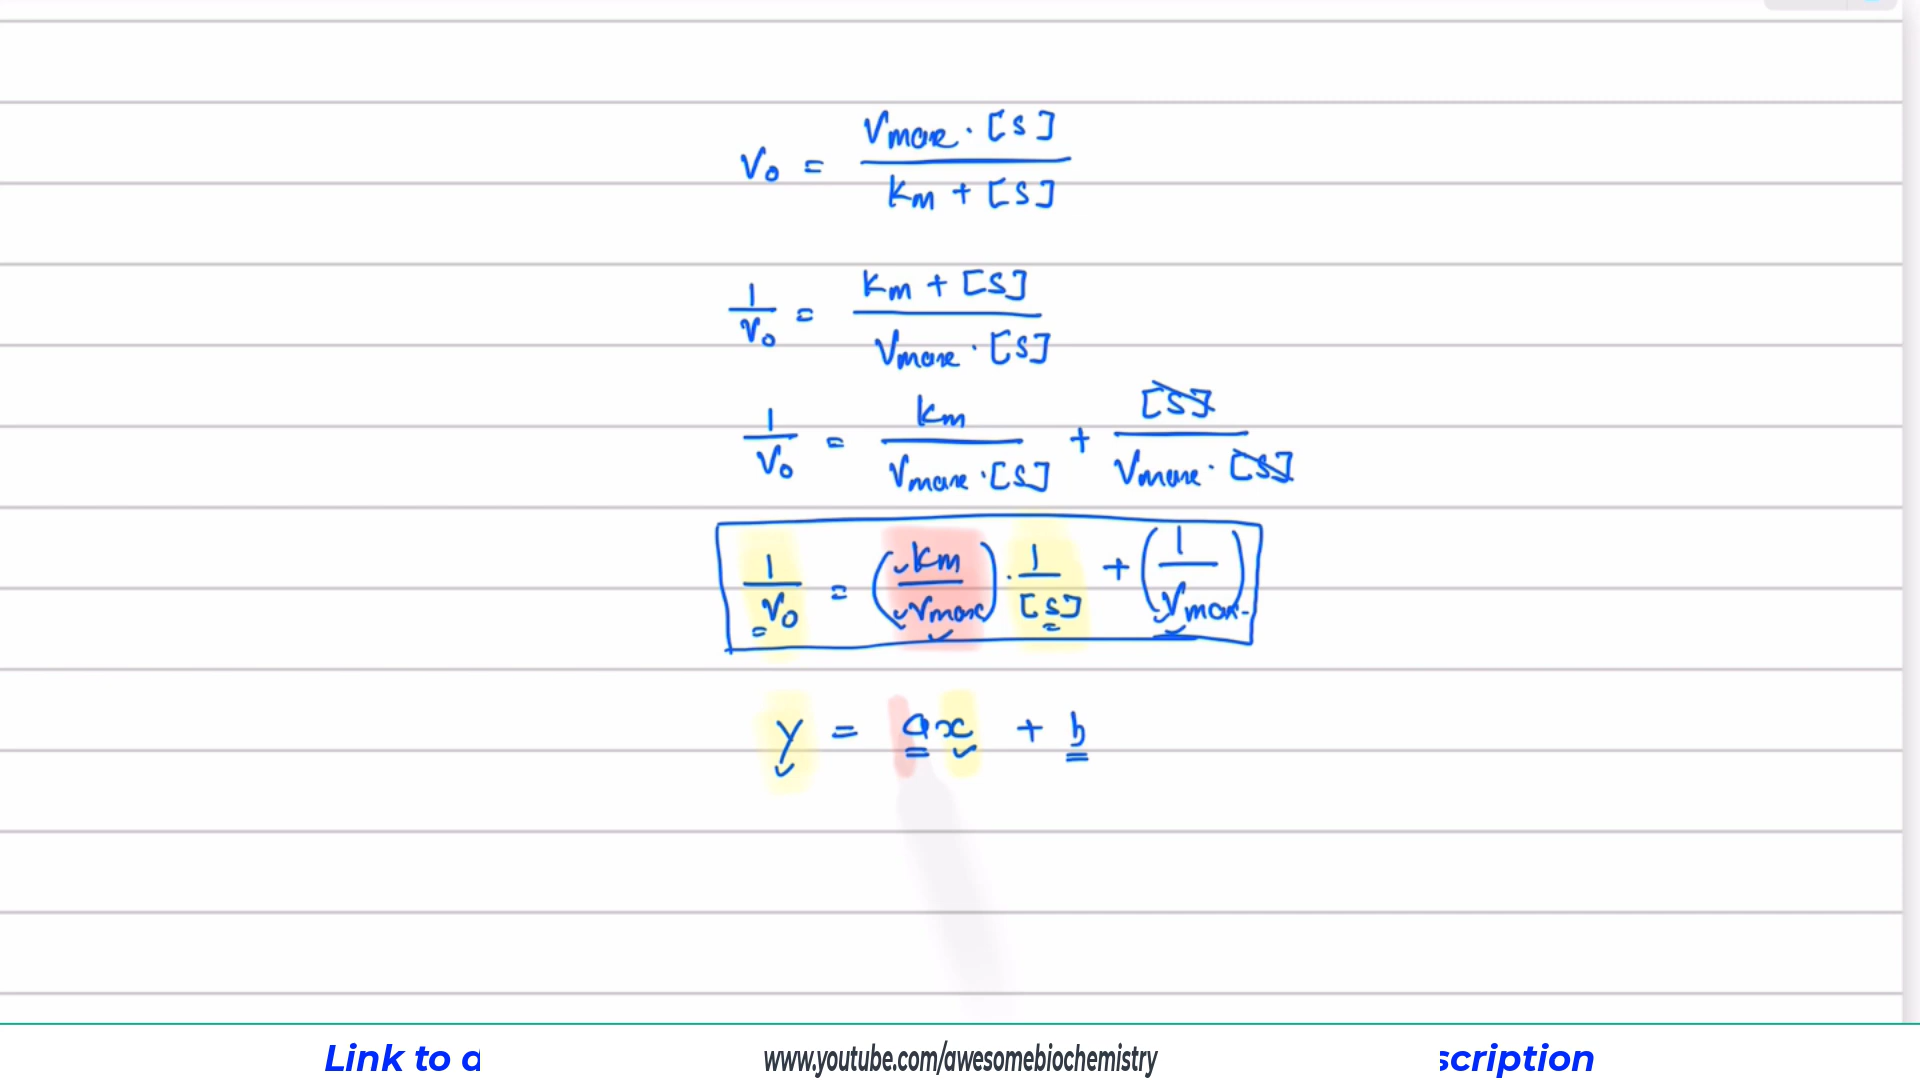 V₀ = Vmax · [S] / Km + [S]
1/V₀ = Km + [S] / Vmax · [S]
1/V₀ = Km / Vmax · [S] + [S] / Vmax · [S]
1/V₀ = (Km / Vmax) · 1/[S] + (1 / Vmax)
y = ax + b
Link to a www.youtube.com/awesomebiochemistry scription